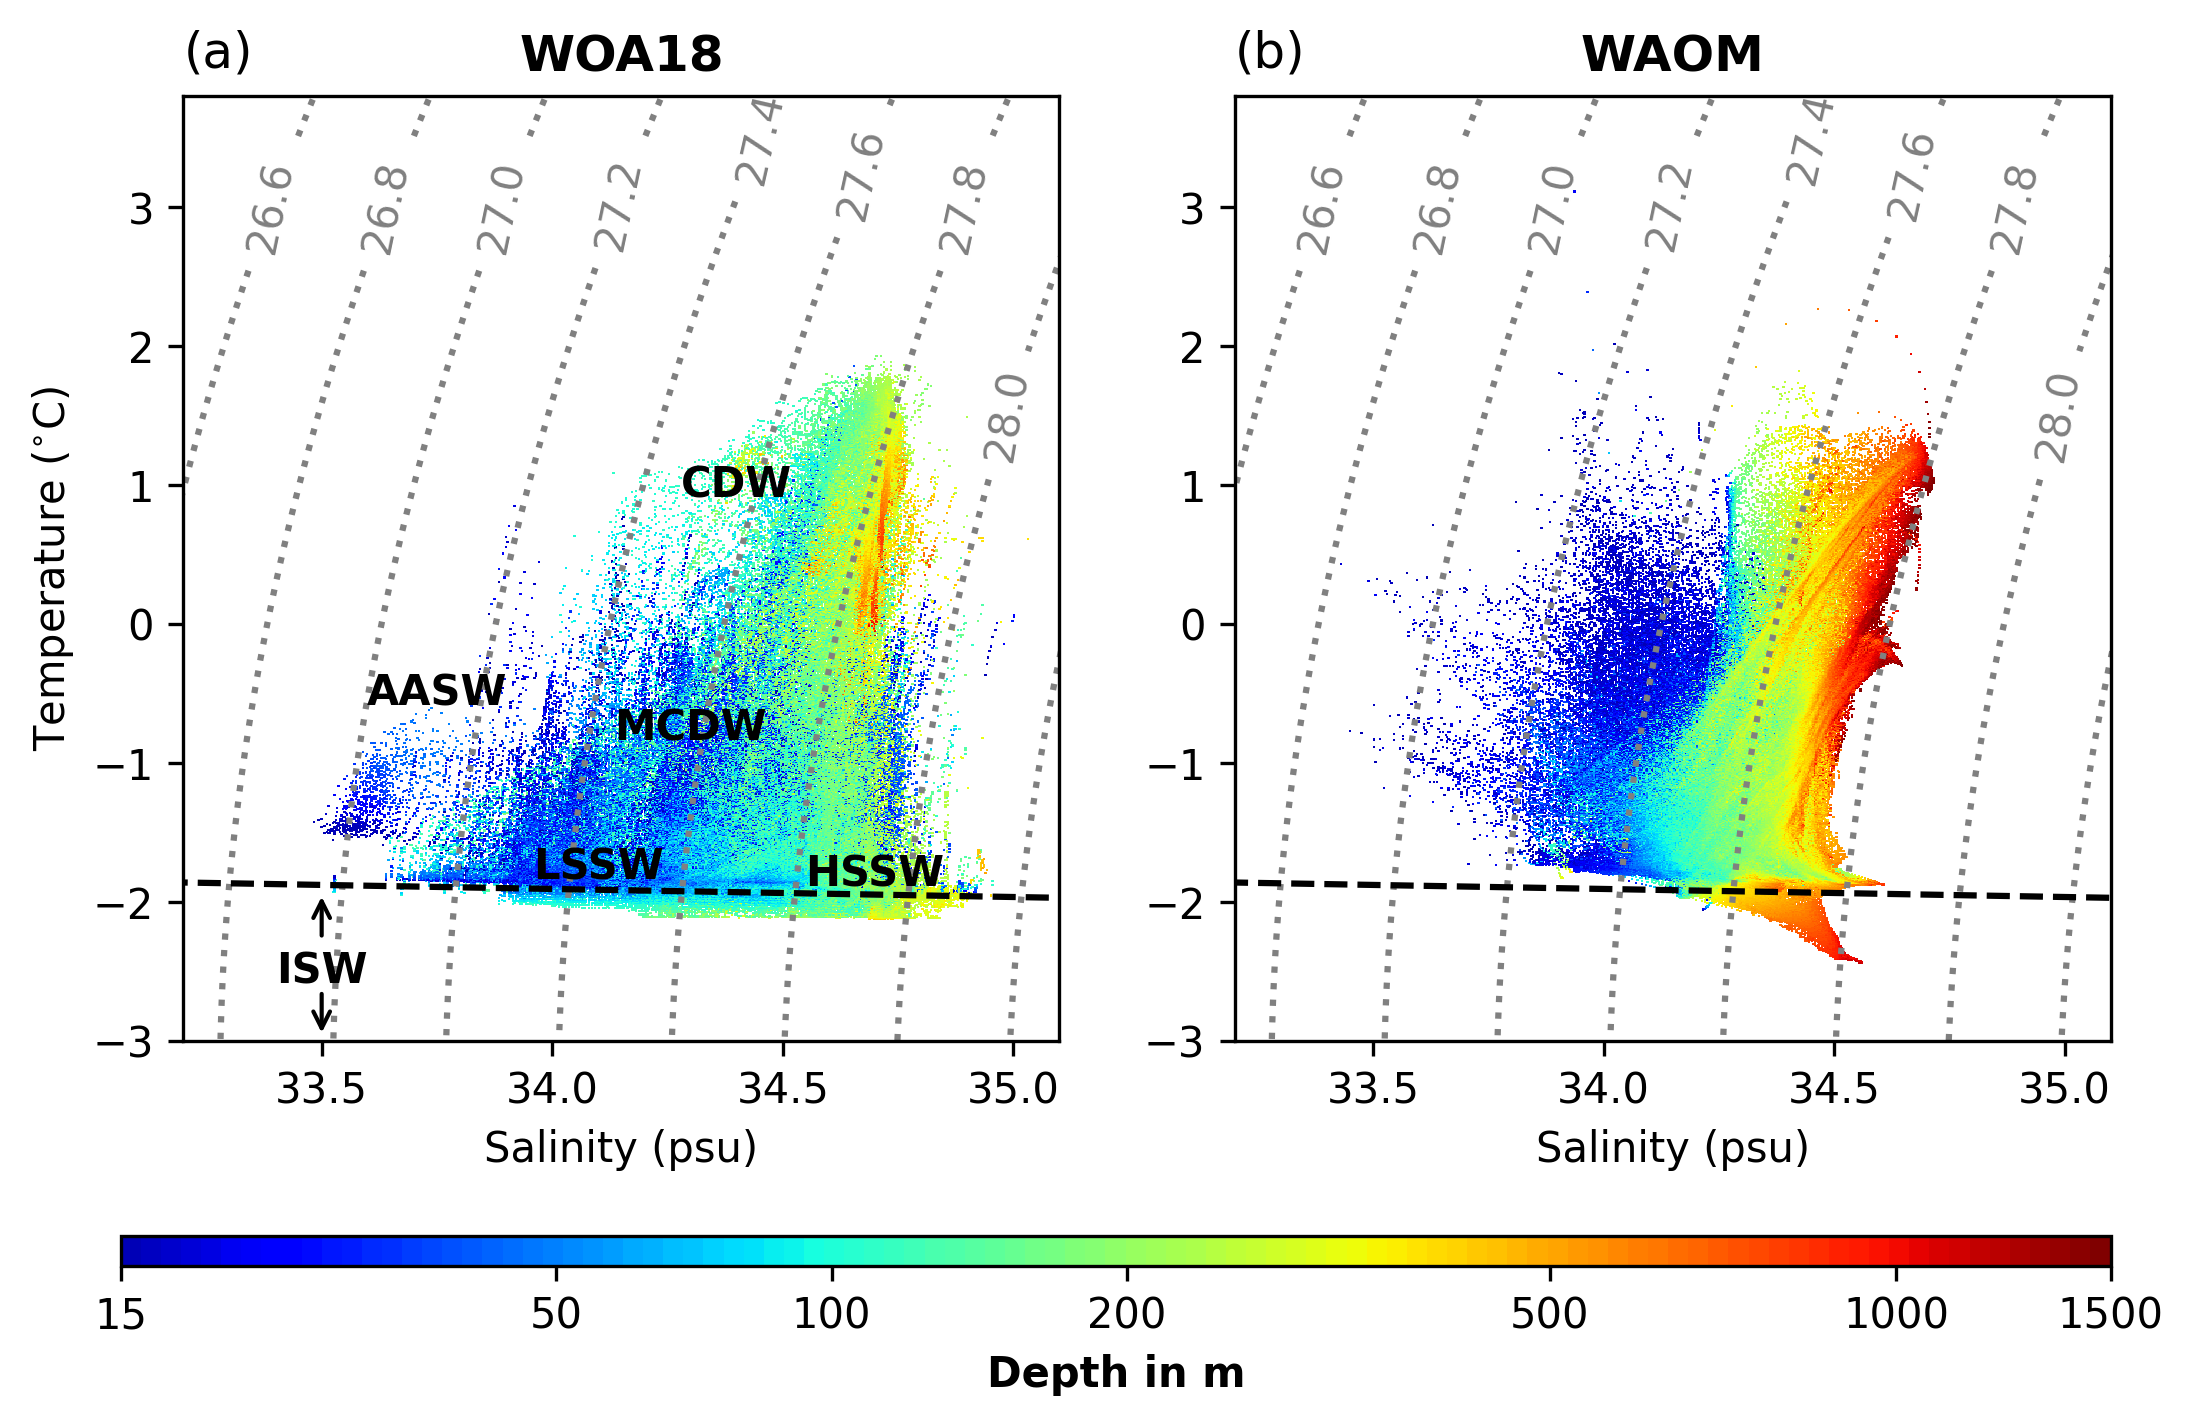 (a) WOA18
(b) WAOM
26.6 26.8 27.0 27.2 27.4 27.6 27.8 28.0
26.6 26.8 27.0 27.2 27.4 27.6 27.8 28.0
Temperature (°C)
3
2
1
0
−1
−2
−3
3
2
1
0
−1
−2
−3
CDW
AASW
MCDW
LSSW
HSSW
ISW
33.5 34.0 34.5 35.0
33.5 34.0 34.5 35.0
Salinity (psu)
Salinity (psu)
15 50 100 200 500 1000 1500
Depth in m